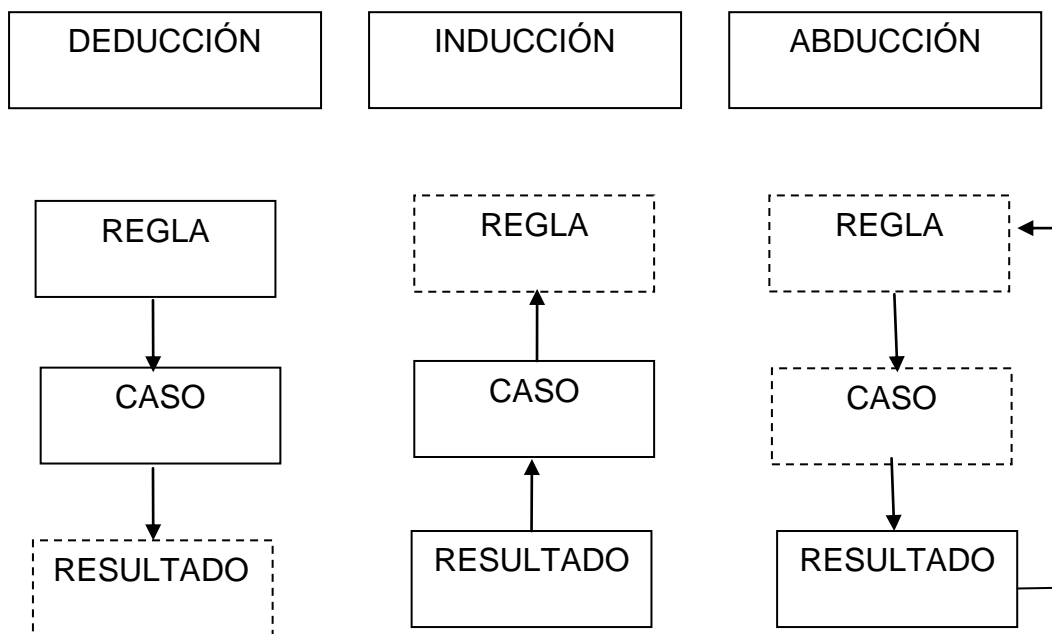 DEDUCCIÓN
INDUCCIÓN
ABDUCCIÓN
REGLA
REGLA
REGLA
CASO
CASO
CASO
RESULTADO
RESULTADO
RESULTADO